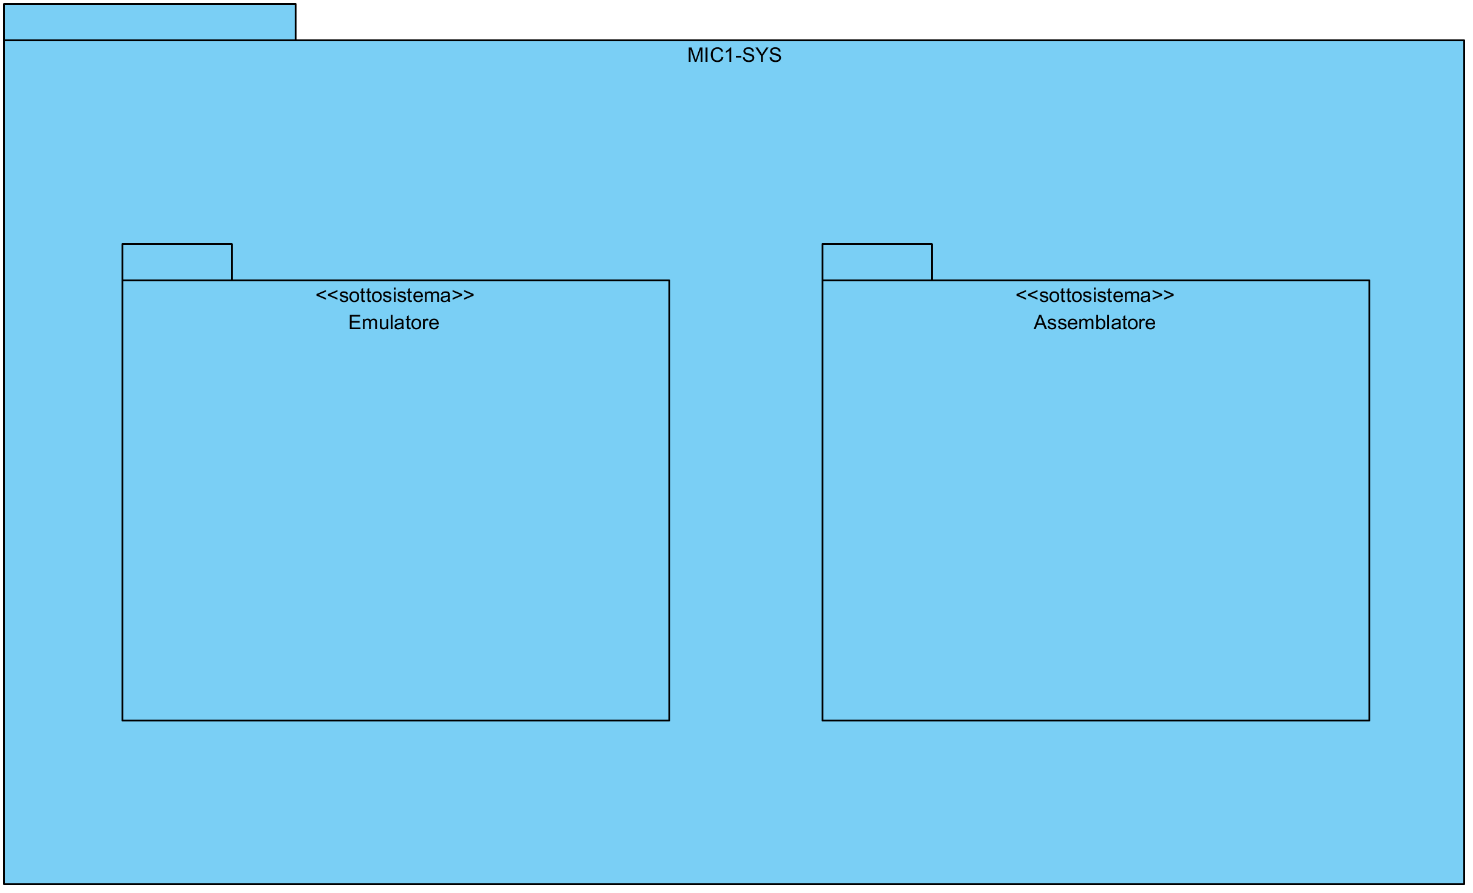 MIC1-SYS
<<sottosistema>>
Emulatore
<<sottosistema>>
Assemblatore